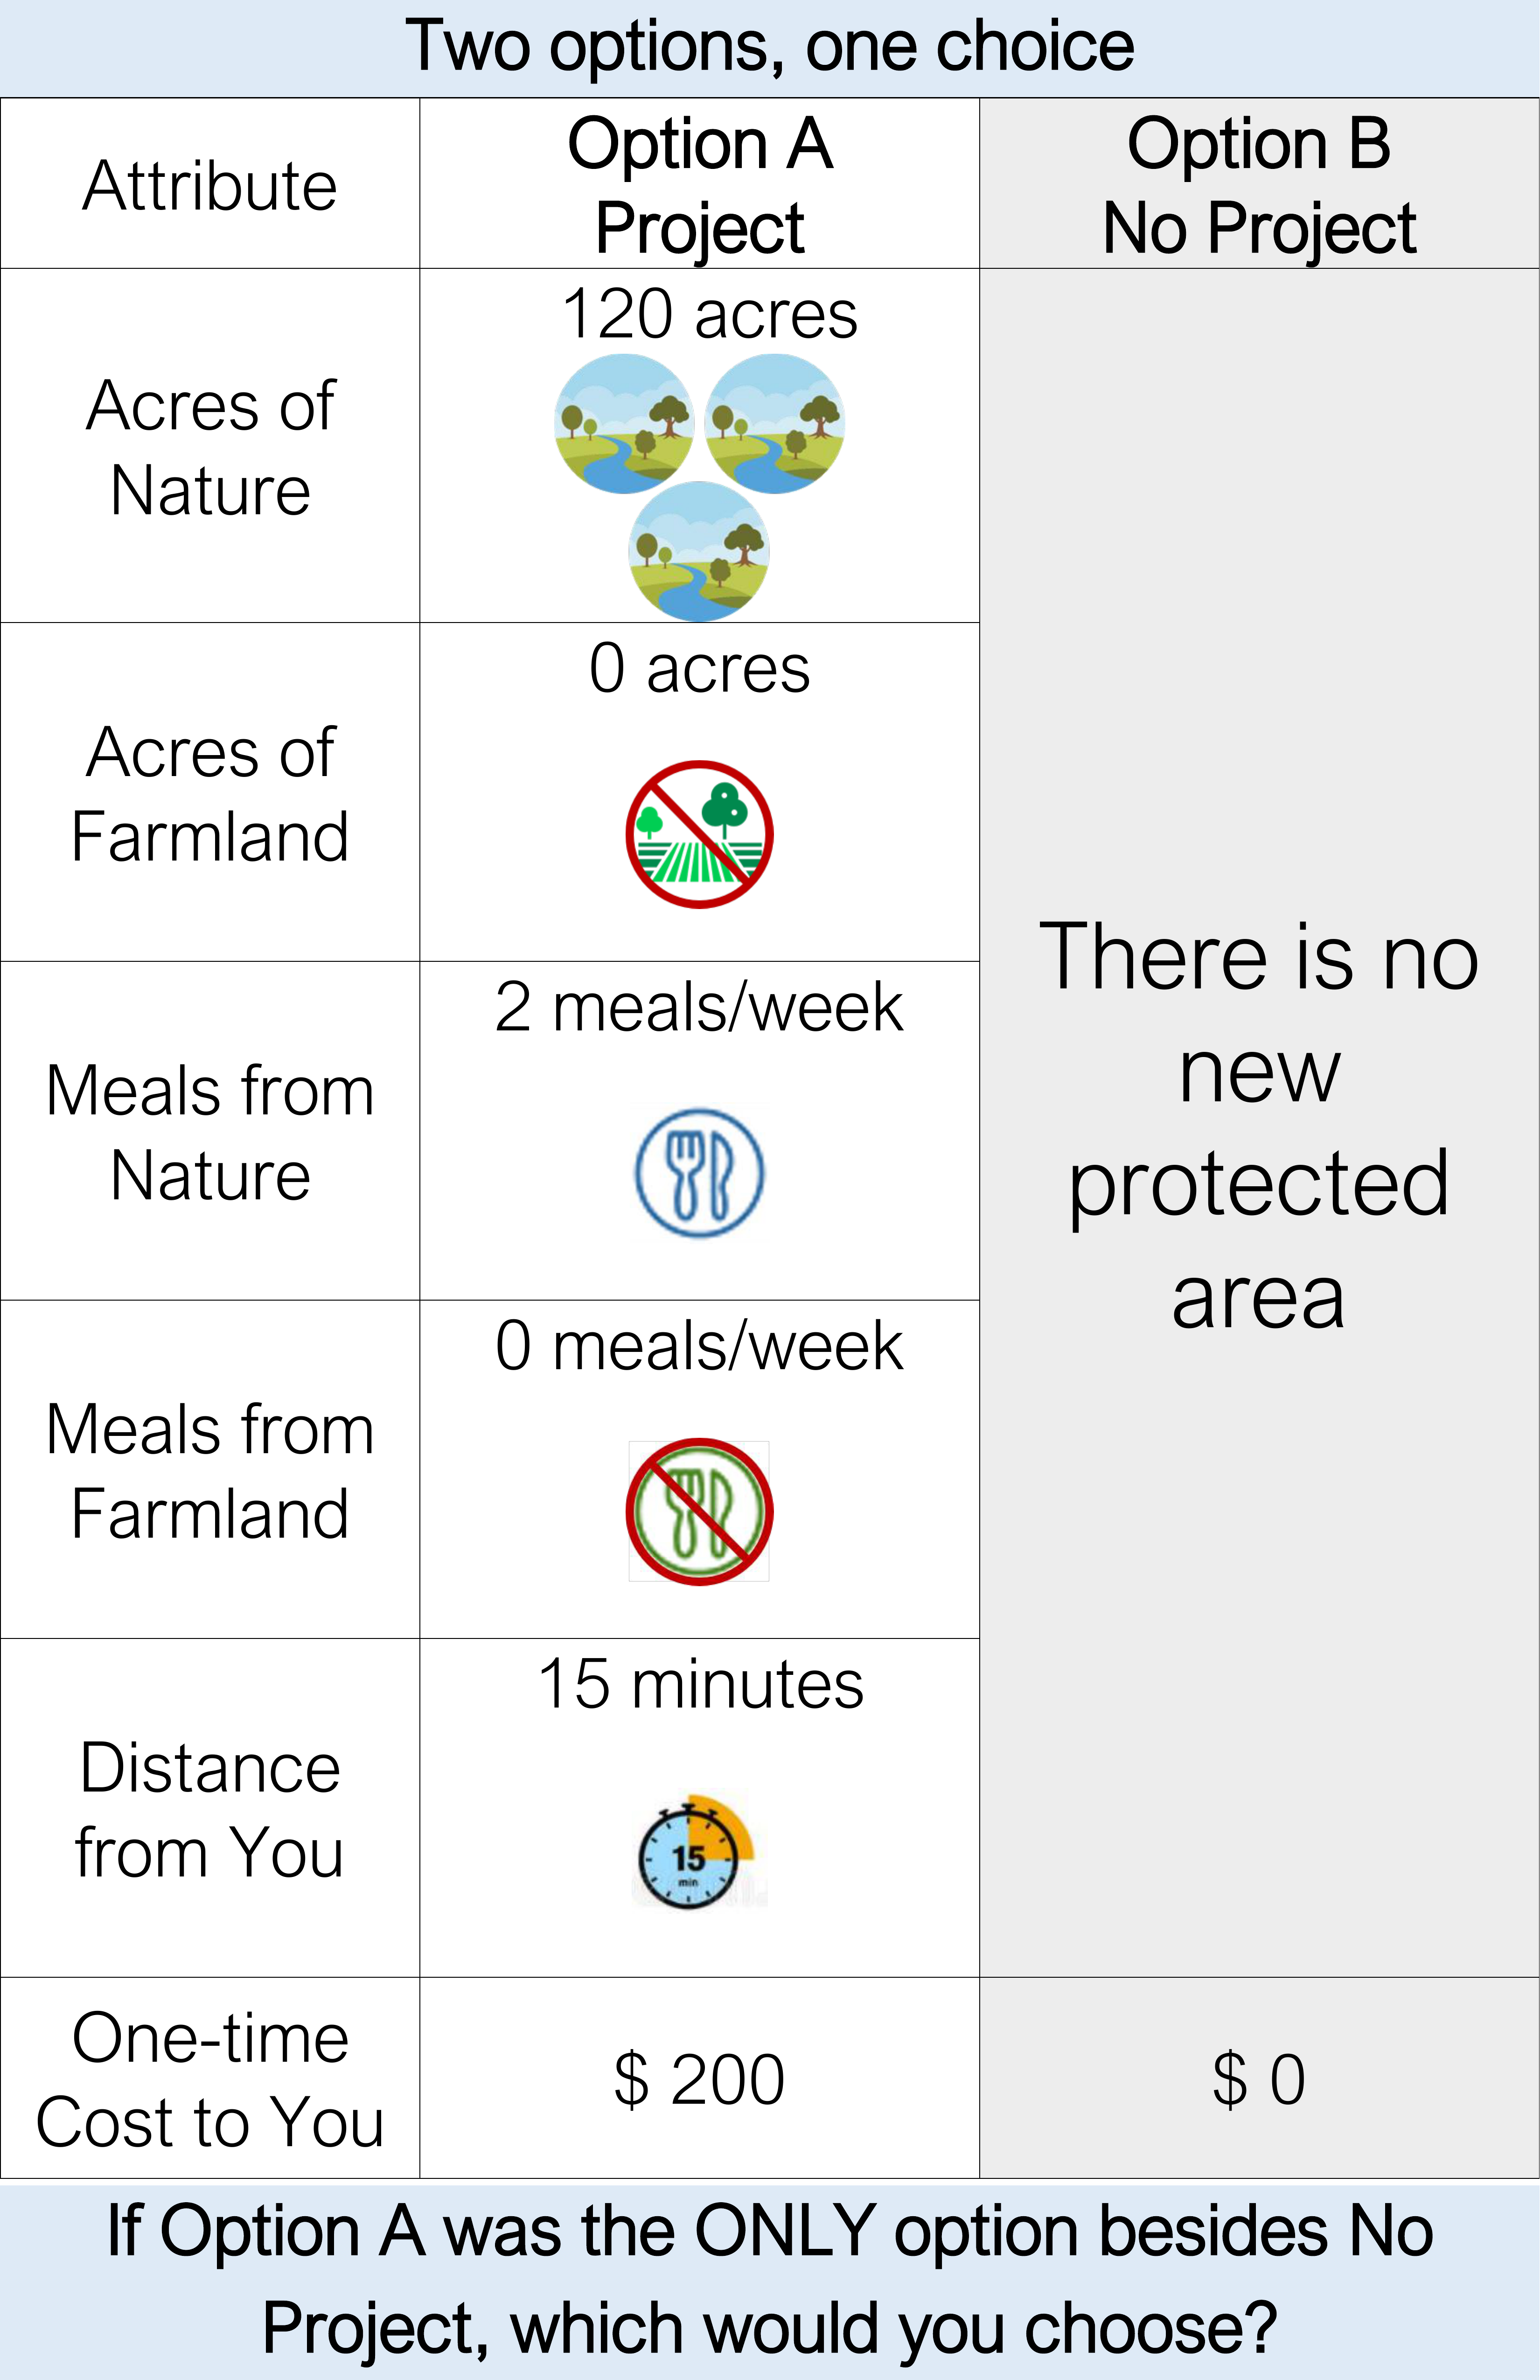 Two options, one choice
Attribute
Option A
Project
Option B
No Project
Acres of
Nature
120 acres
Acres of
Farmland
0 acres
Meals from
Nature
2 meals/week
Meals from
Farmland
0 meals/week
Distance
from You
15 minutes
15
min
There is no
new
protected
area
One-time
Cost to You
$ 200
$ 0
If Option A was the ONLY option besides No
Project, which would you choose?